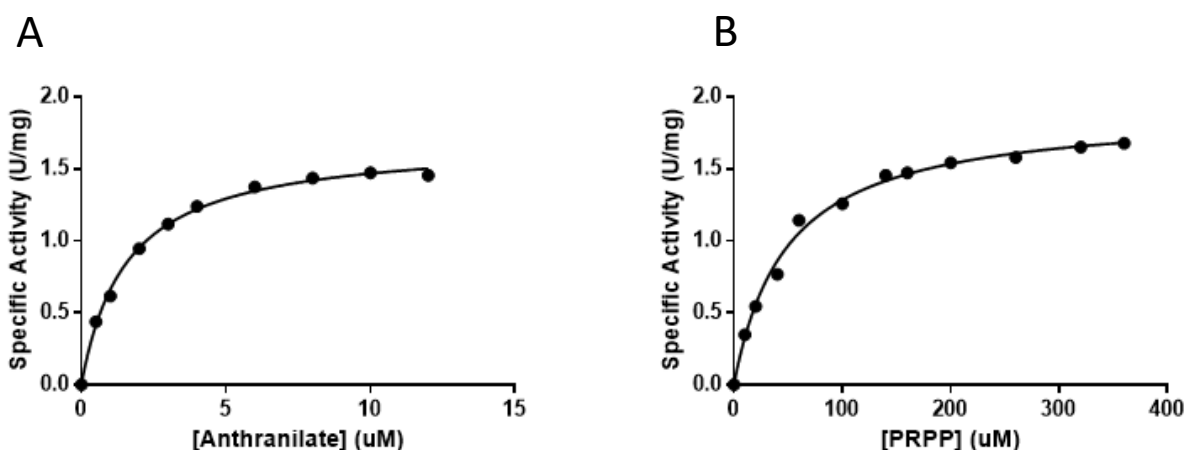 A
Specific Activity (U/mg)
2.0
1.5
1.0
0.5
0.0
0 5 10 15
[Anthranilate] (uM)
B
Specific Activity (U/mg)
2.0
1.5
1.0
0.5
0.0
0 100 200 300 400
[PRPP] (uM)